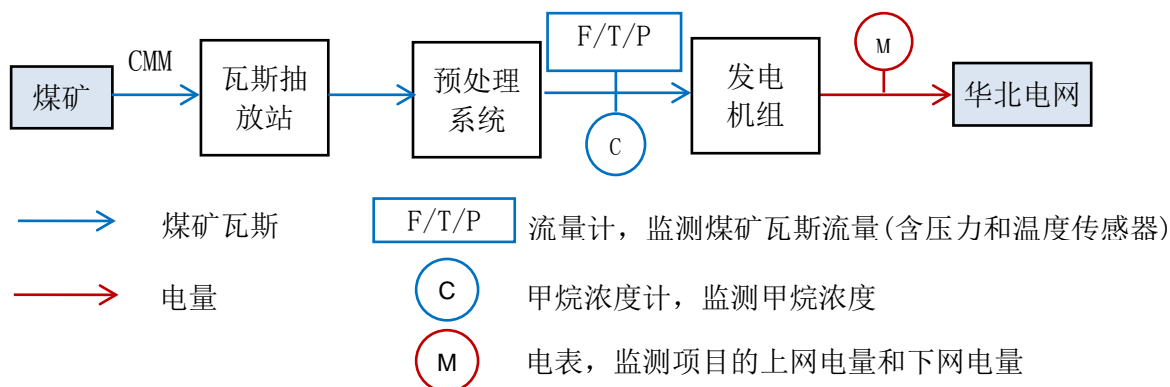 F/T/P
M
CMM
煤矿
瓦斯抽
放站
预处理
系统
C
发电
机组
华北电网
煤矿瓦斯
F/T/P
流量计，监测煤矿瓦斯流量(含压力和温度传感器)
电量
C
甲烷浓度计，监测甲烷浓度
M
电表，监测项目的上网电量和下网电量